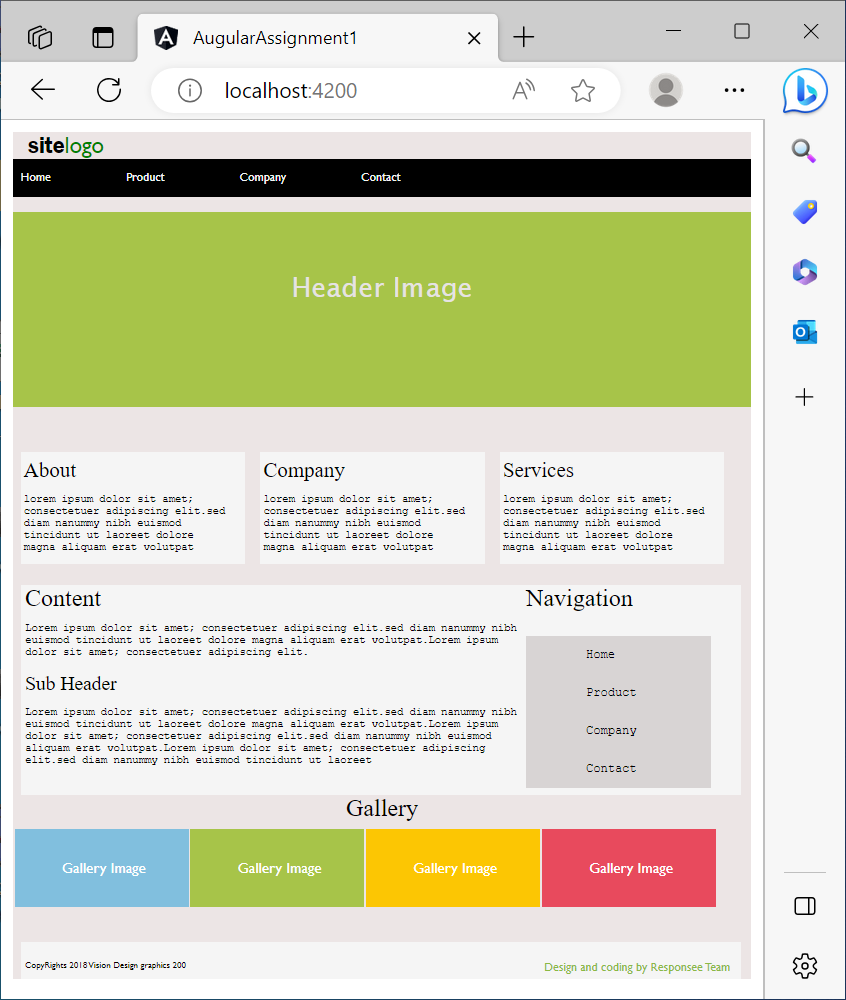 AugularAssignment1
localhost:4200
sitelogo
Home Product Company Contact
Header Image
About
lorem ipsum dolor sit amet;
consectetuer adipiscing elit.sed
diam nanummy nibh euismod
tincidunt ut laoreet dolore
magna aliquam erat volutpat
Company
lorem ipsum dolor sit amet;
consectetuer adipiscing elit.sed
diam nanummy nibh euismod
tincidunt ut laoreet dolore
magna aliquam erat volutpat
Services
lorem ipsum dolor sit amet;
consectetuer adipiscing elit.sed
diam nanummy nibh euismod
tincidunt ut laoreet dolore
magna aliquam erat volutpat
Content
Lorem ipsum dolor sit amet; consectetuer adipiscing elit.sed diam nanummy nibh
euismod tincidunt ut laoreet dolore magna aliquam erat volutpat.Lorem ipsum
dolor sit amet; consectetuer adipiscing elit.
Sub Header
Lorem ipsum dolor sit amet; consectetuer adipiscing elit.sed diam nanummy nibh
euismod tincidunt ut laoreet dolore magna aliquam erat volutpat.Lorem ipsum
dolor sit amet; consectetuer adipiscing elit.sed diam nanummy nibh euismod
aliquam erat volutpat.Lorem ipsum dolor sit amet; consectetuer adipiscing
elit.sed diam nanummy nibh euismod tincidunt ut laoreet
Navigation
Home
Product
Company
Contact
Gallery
Gallery Image Gallery Image Gallery Image Gallery Image
CopyRights 2018 Vision Design graphics 200
Design and coding by Responsee Team